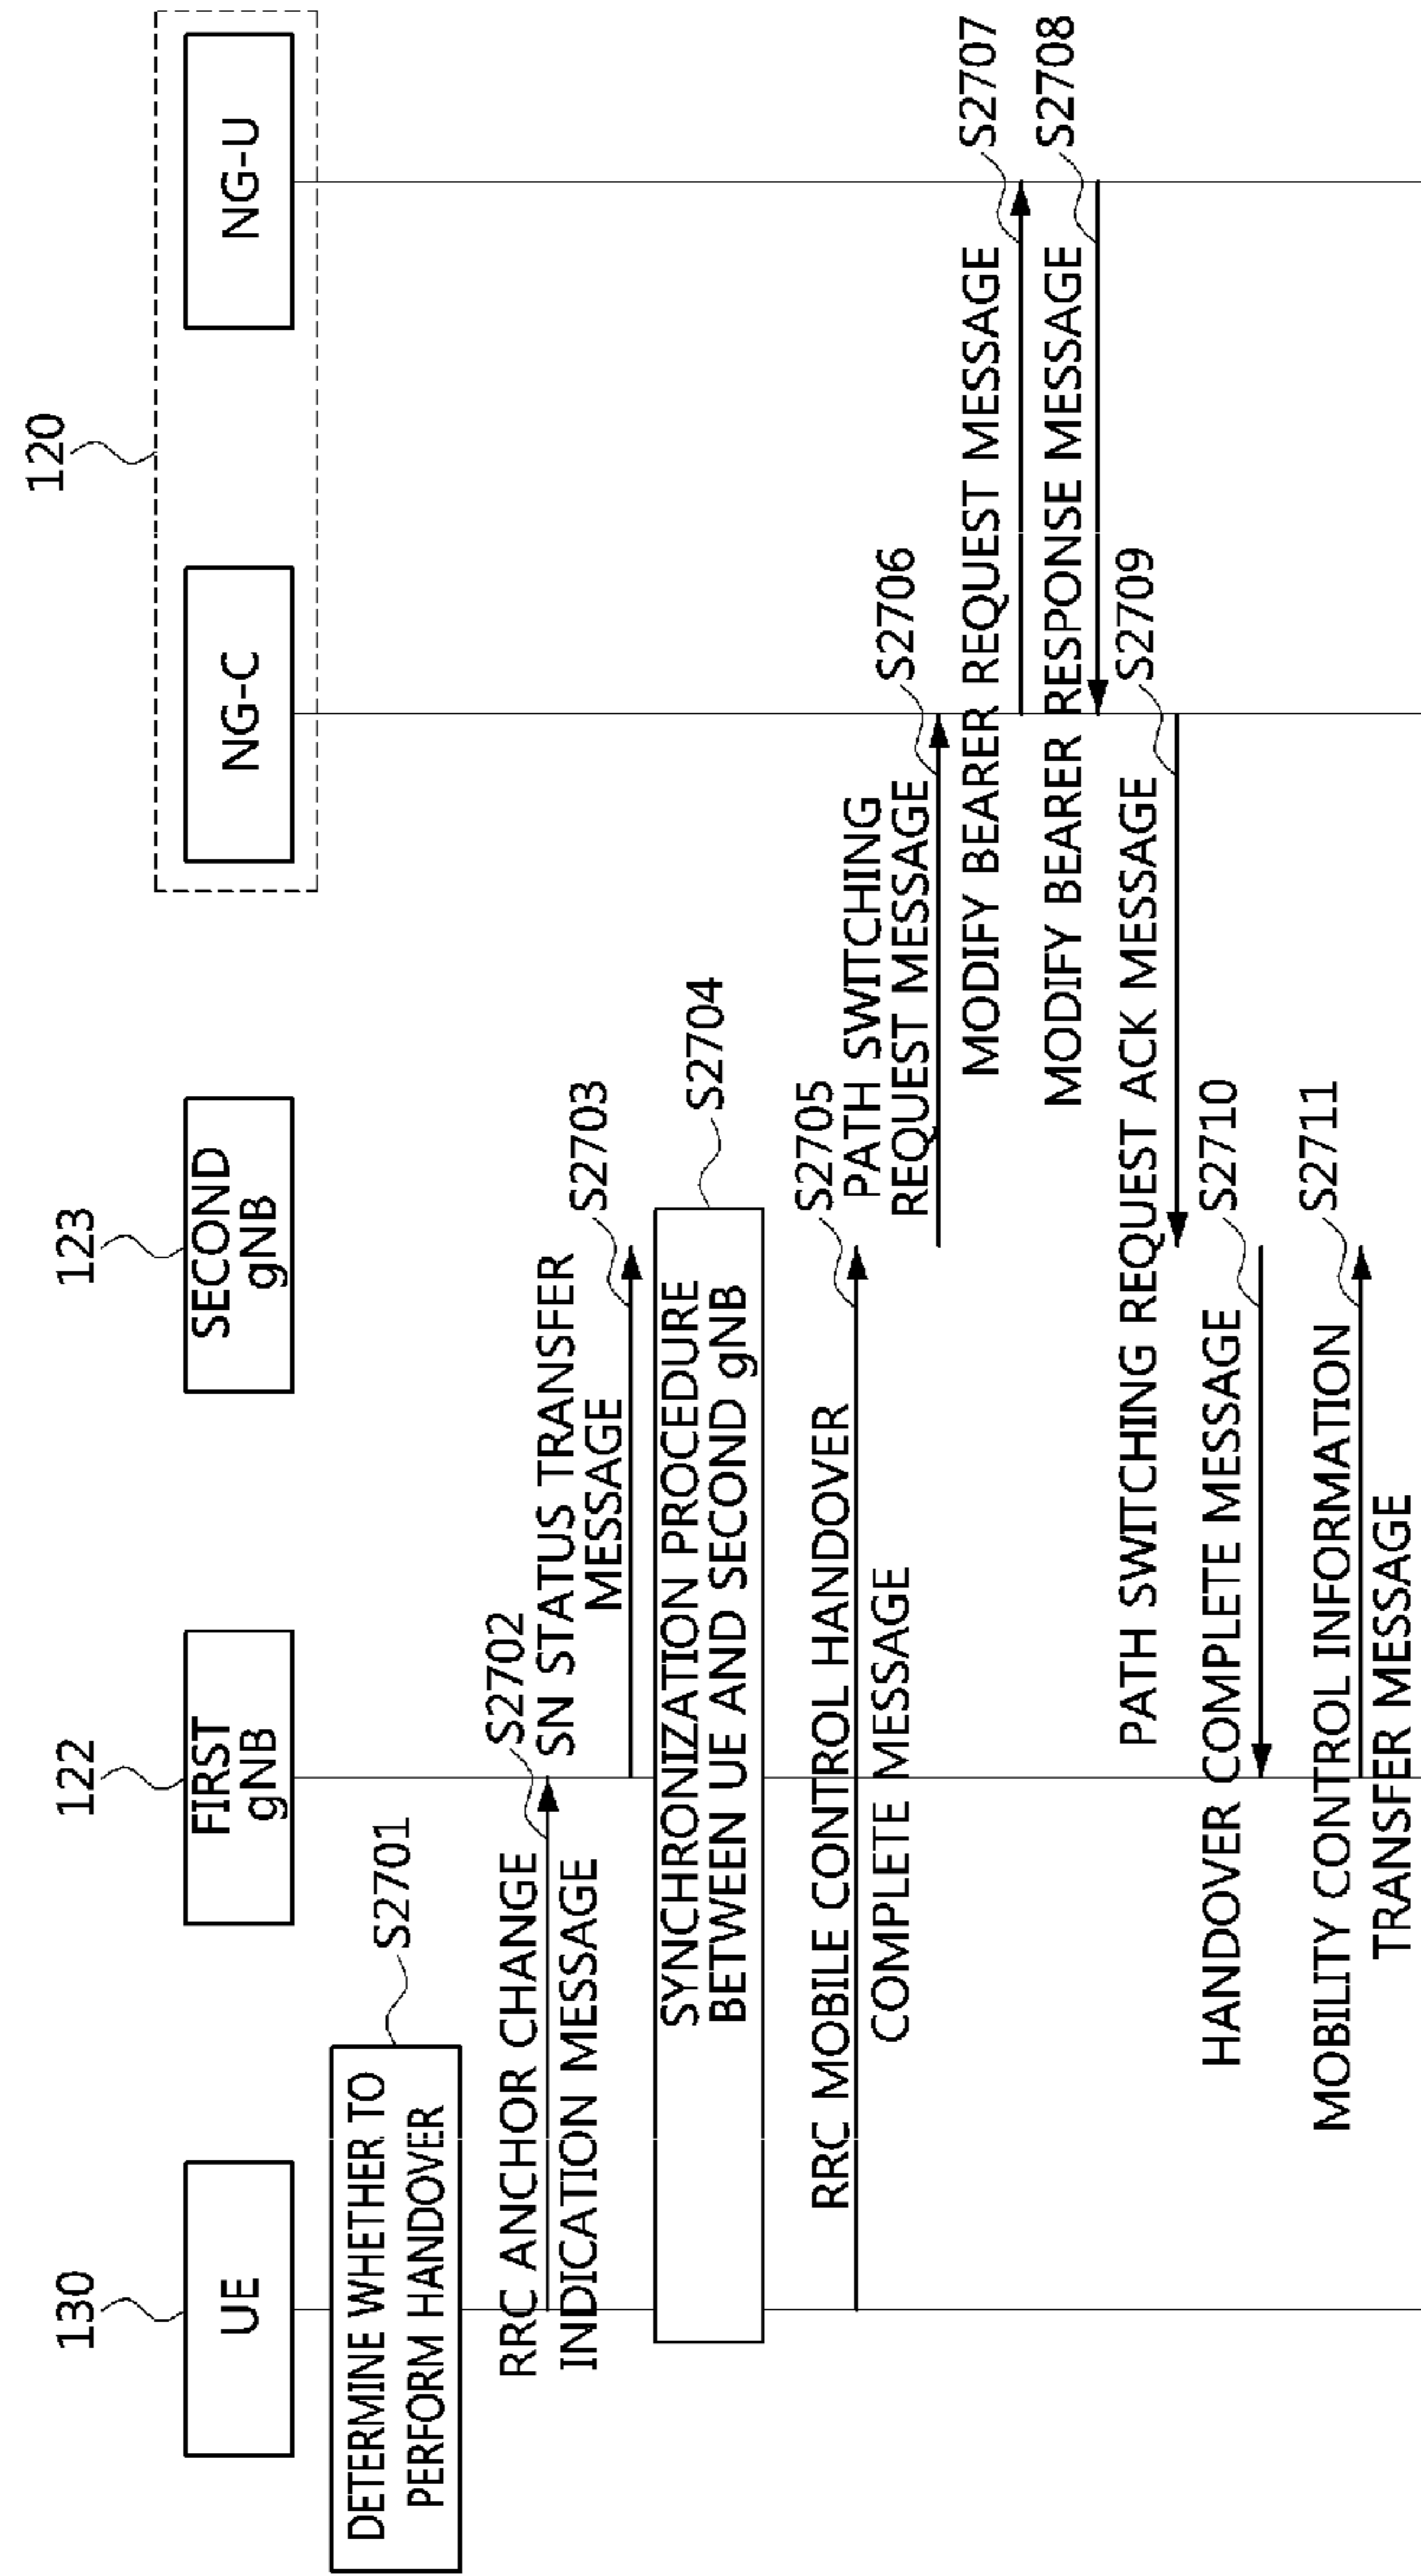 130
UE
122
FIRST
gNB
123
SECOND
gNB
120
NG-C
NG-U
DETERMINE WHETHER TO
PERFORM HANDOVER
S2701
RRC ANCHOR CHANGE
INDICATION MESSAGE
S2702
SN STATUS TRANSFER
MESSAGE
S2703
SYNCHRONIZATION PROCEDURE
BETWEEN UE AND SECOND gNB
S2704
RRC MOBILE CONTROL HANDOVER
COMPLETE MESSAGE
S2705
PATH SWITCHING
REQUEST MESSAGE
S2706
MODIFY BEARER REQUEST MESSAGE
S2707
MODIFY BEARER RESPONSE MESSAGE
S2708
PATH SWITCHING REQUEST ACK MESSAGE
S2709
HANDOVER COMPLETE MESSAGE
S2710
MOBILITY CONTROL INFORMATION
TRANSFER MESSAGE
S2711